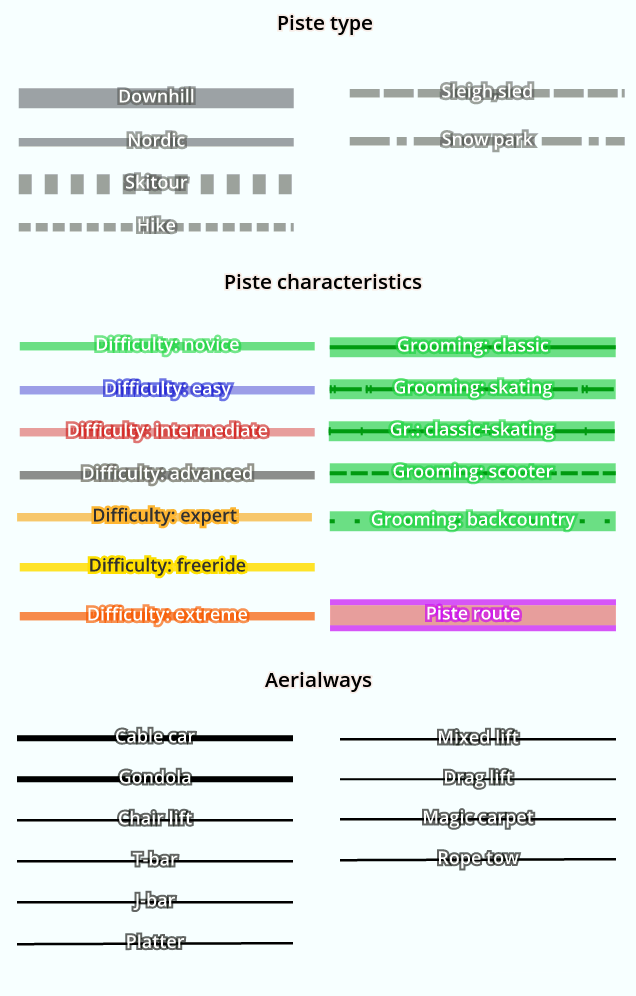 Piste type
Downhill
Nordic
Skitour
Hike
Sleigh,sled
Snow park
Piste characteristics
Difficulty: novice
Difficulty: easy
Difficulty: intermediate
Difficulty: advanced
Difficulty: expert
Difficulty: freeride
Difficulty: extreme
Grooming: classic
Grooming: skating
Gr.: classic+skating
Grooming: scooter
Grooming: backcountry
Piste route
Aerialways
Cable car
Gondola
Chair lift
T-bar
J-bar
Platter
Mixed lift
Drag lift
Magic carpet
Rope tow